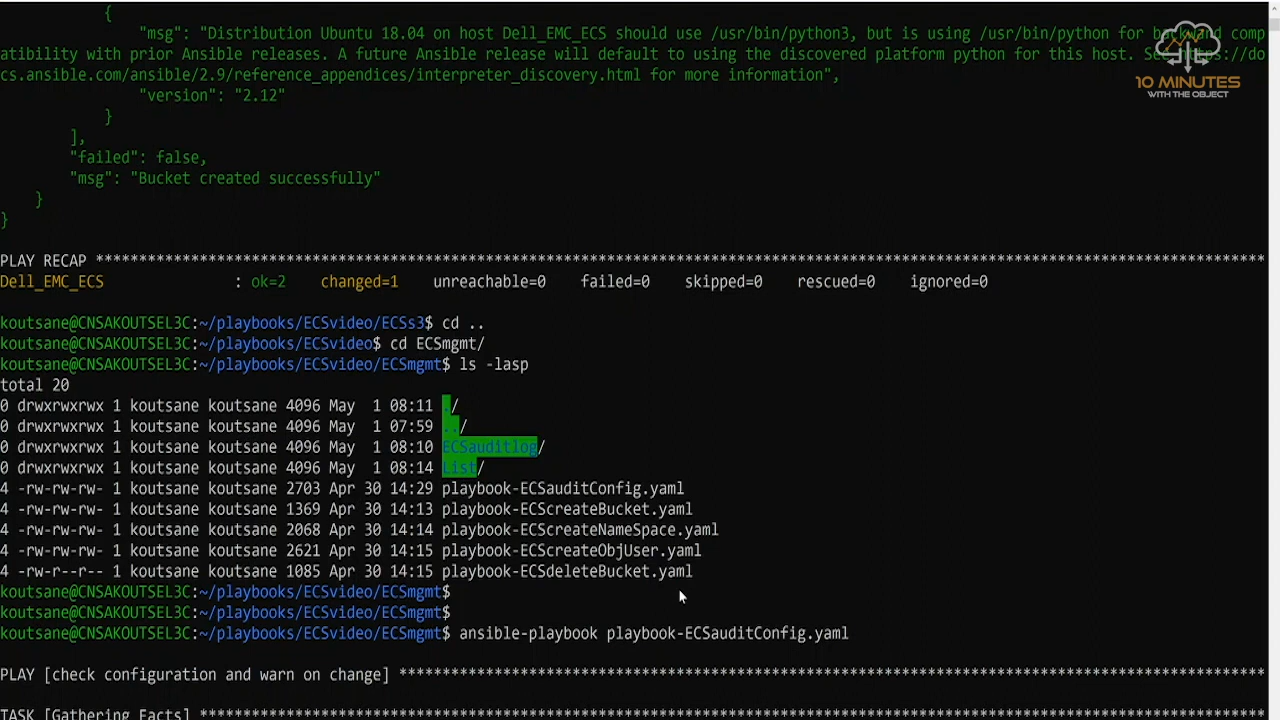 {
"msg": "Distribution Ubuntu 18.04 on host Dell_EMC_ECS should use /usr/bin/python3, but is using /usr/bin/python for backward comp
atibility with prior Ansible releases. A future Ansible release will default to using the discovered platform python for this host. See https://do
cs.ansible.com/ansible/2.9/reference_appendices/interpreter_discovery.html for more information",
"version": "2.12"
}
],
"failed": false,
"msg": "Bucket created successfully"
}
}
10 MINUTES
WITH THE OBJECT
PLAY RECAP ***************************************************************************************************************************************
Dell_EMC_ECS : ok=2 changed=1 unreachable=0 failed=0 skipped=0 rescued=0 ignored=0
koutsane@CNSAKOUTSEL3C:~/playbooks/ECSvideo/ECSs3$ cd ..
koutsane@CNSAKOUTSEL3C:~/playbooks/ECSvideo$ cd ECSmgmt/
koutsane@CNSAKOUTSEL3C:~/playbooks/ECSvideo/ECSmgmt$ ls -lasp
total 20
0 drwxrwxrwx 1 koutsane koutsane 4096 May  1 08:11 ./
0 drwxrwxrwx 1 koutsane koutsane 4096 May  1 07:59 ../
0 drwxrwxrwx 1 koutsane koutsane 4096 May  1 08:10 ECSauditlog/
0 drwxrwxrwx 1 koutsane koutsane 4096 May  1 08:14 List/
4 -rw-rw-rw- 1 koutsane koutsane 2703 Apr 30 14:29 playbook-ECSauditConfig.yaml
4 -rw-rw-rw- 1 koutsane koutsane 1369 Apr 30 14:13 playbook-ECScreateBucket.yaml
4 -rw-rw-rw- 1 koutsane koutsane 2068 Apr 30 14:14 playbook-ECScreateNameSpace.yaml
4 -rw-rw-rw- 1 koutsane koutsane 2621 Apr 30 14:15 playbook-ECScreateObjUser.yaml
4 -rw-r--r-- 1 koutsane koutsane 1085 Apr 30 14:15 playbook-ECSdeleteBucket.yaml
koutsane@CNSAKOUTSEL3C:~/playbooks/ECSvideo/ECSmgmt$
koutsane@CNSAKOUTSEL3C:~/playbooks/ECSvideo/ECSmgmt$
koutsane@CNSAKOUTSEL3C:~/playbooks/ECSvideo/ECSmgmt$ ansible-playbook playbook-ECSauditConfig.yaml
PLAY [check configuration and warn on change] ****************************************************************************************************
TASK [Gathering Facts] ***************************************************************************************************************************